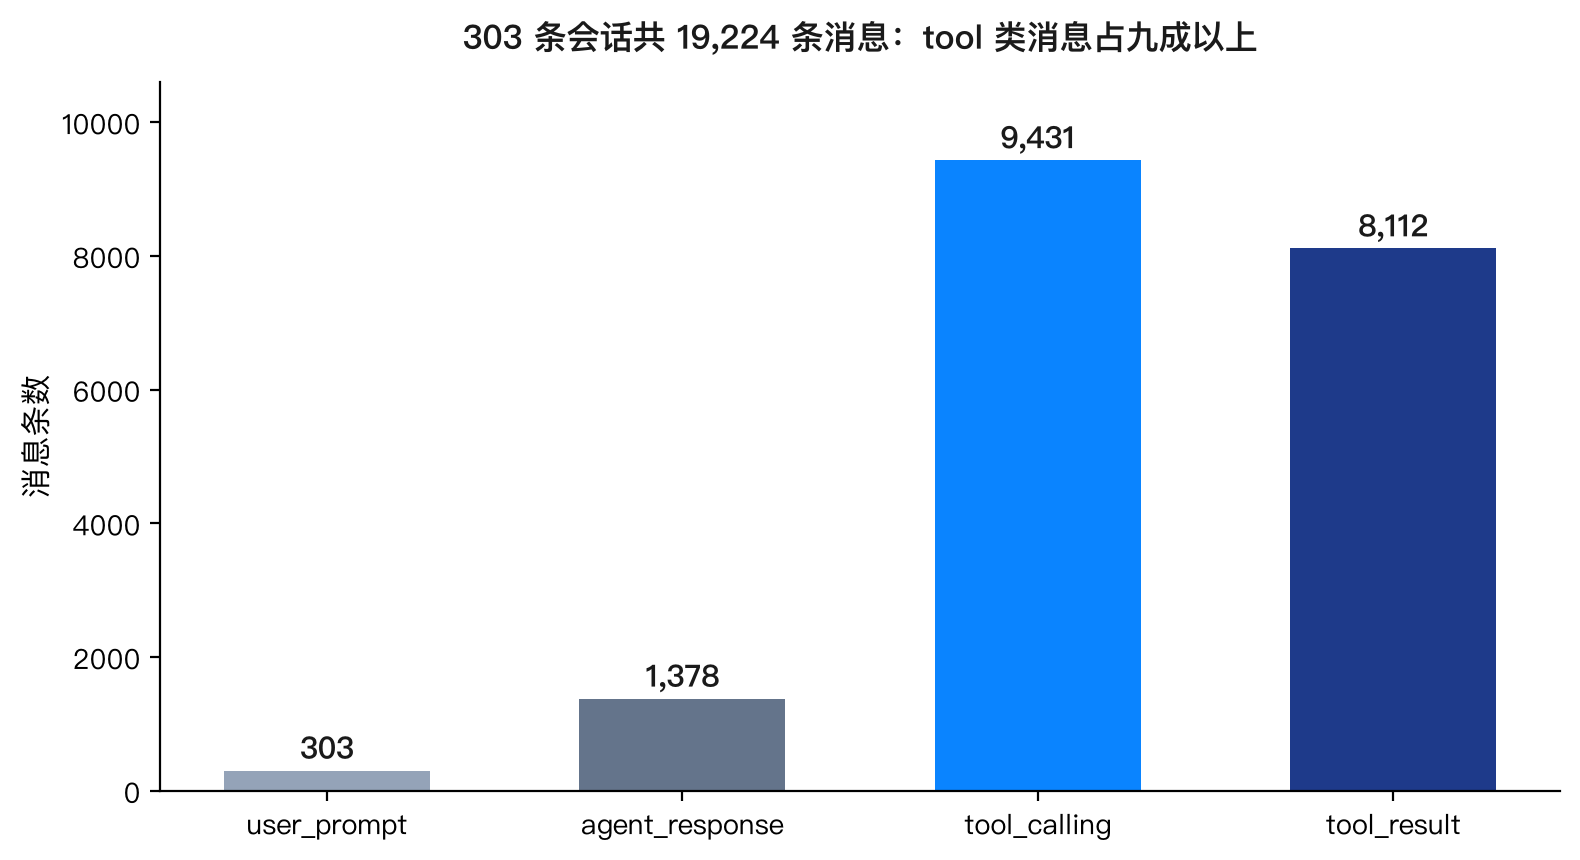 303 条会话共 19,224 条消息：tool 类消息占九成以上
消息条数
10000
8000
6000
4000
2000
0
303
1,378
9,431
8,112
user_prompt
agent_response
tool_calling
tool_result